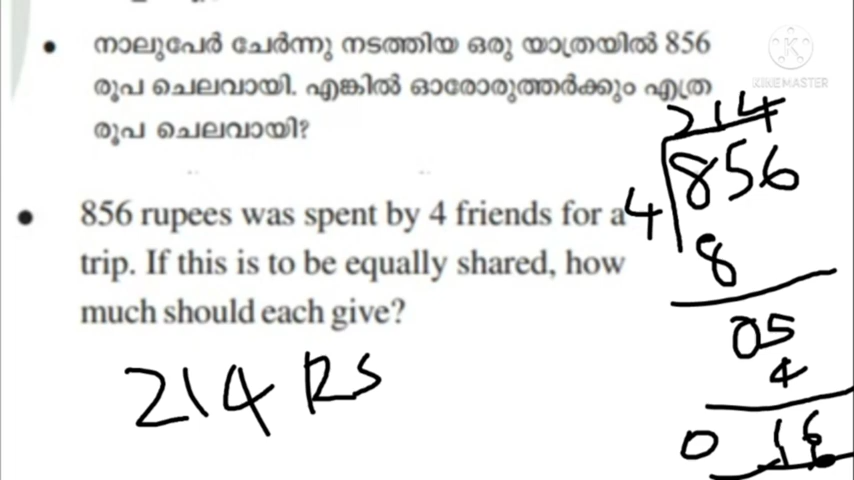 നാലുപേർ ചേർന്നു നടത്തിയ ഒരു യാത്രയിൽ 856
രൂപ ചെലവായി. എങ്കിൽ ഓരോരുത്തർക്കും എത്ര
രൂപ ചെലവായി?
856 rupees was spent by 4 friends for a
trip. If this is to be equally shared, how
much should each give?
214 RS
214
4 856
8
05
4
0 16
KINEMASTER